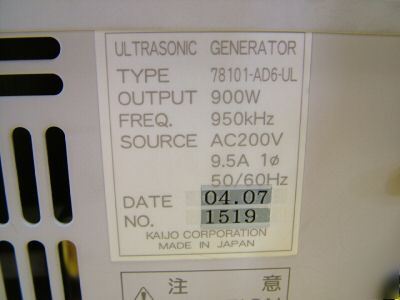 ULTRASONIC GENERATOR
TYPE 78101-AD6-UL
OUTPUT 900W
FREQ. 950kHz
SOURCE AC200V
9.5A 1ø
50/60Hz
DATE 04.07
NO. 1519
KAIJO CORPORATION
MADE IN JAPAN
注 意